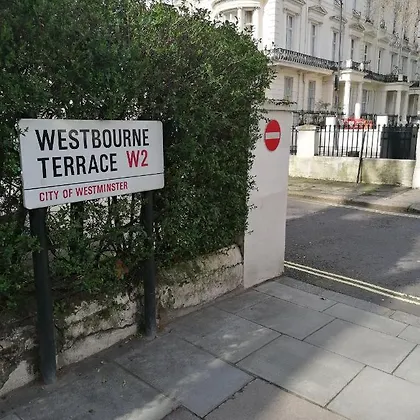 WESTBOURNE
TERRACE W2
CITY OF WESTMINSTER